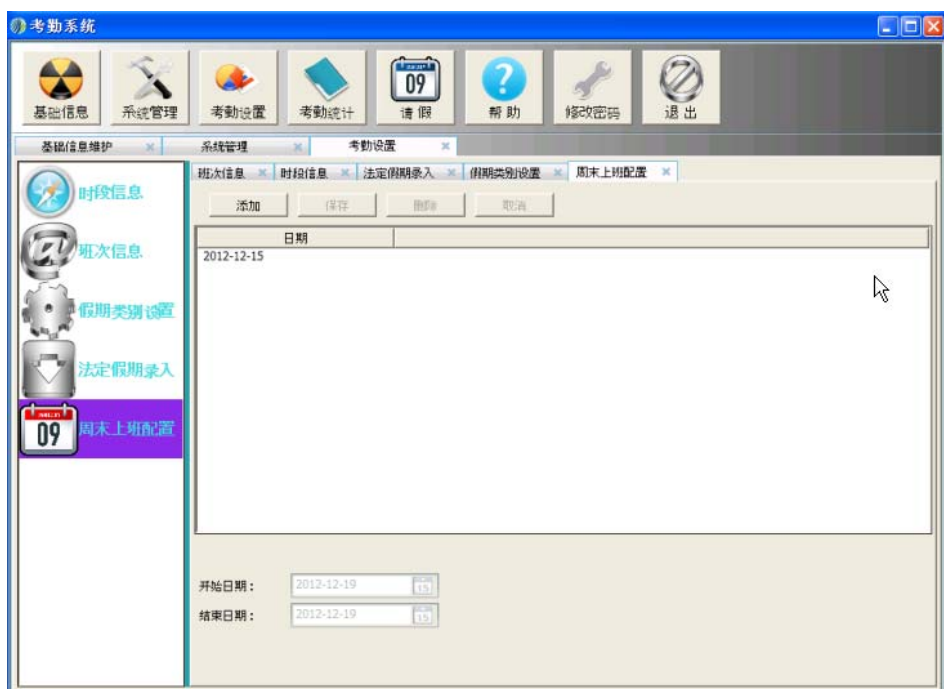 考勤系统
基础信息 系统管理 考勤设置 考勤统计 请假 帮助 修改密码 退出
09
?
基础信息维护 系统管理 考勤设置
班次信息 时段信息 法定假期录入 假期类别设置 周末上班配置
添加 保存 删除 取消
时段信息
班次信息
假期类别设置
法定假期录入
09 周末上班配置
日期
2012-12-15
开始日期： 2012-12-19 15
结束日期： 2012-12-19 15